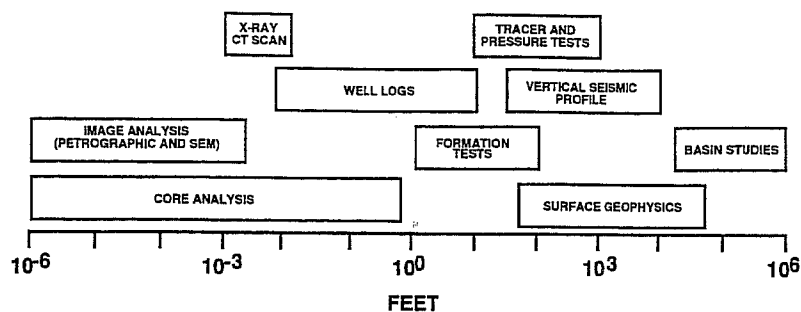 X-RAY
CT SCAN
TRACER AND
PRESSURE TESTS
WELL LOGS
VERTICAL SEISMIC
PROFILE
IMAGE ANALYSIS
(PETROGRAPHIC AND SEM)
FORMATION
TESTS
BASIN STUDIES
CORE ANALYSIS
SURFACE GEOPHYSICS
10-6 10-3 100 103 106
FEET